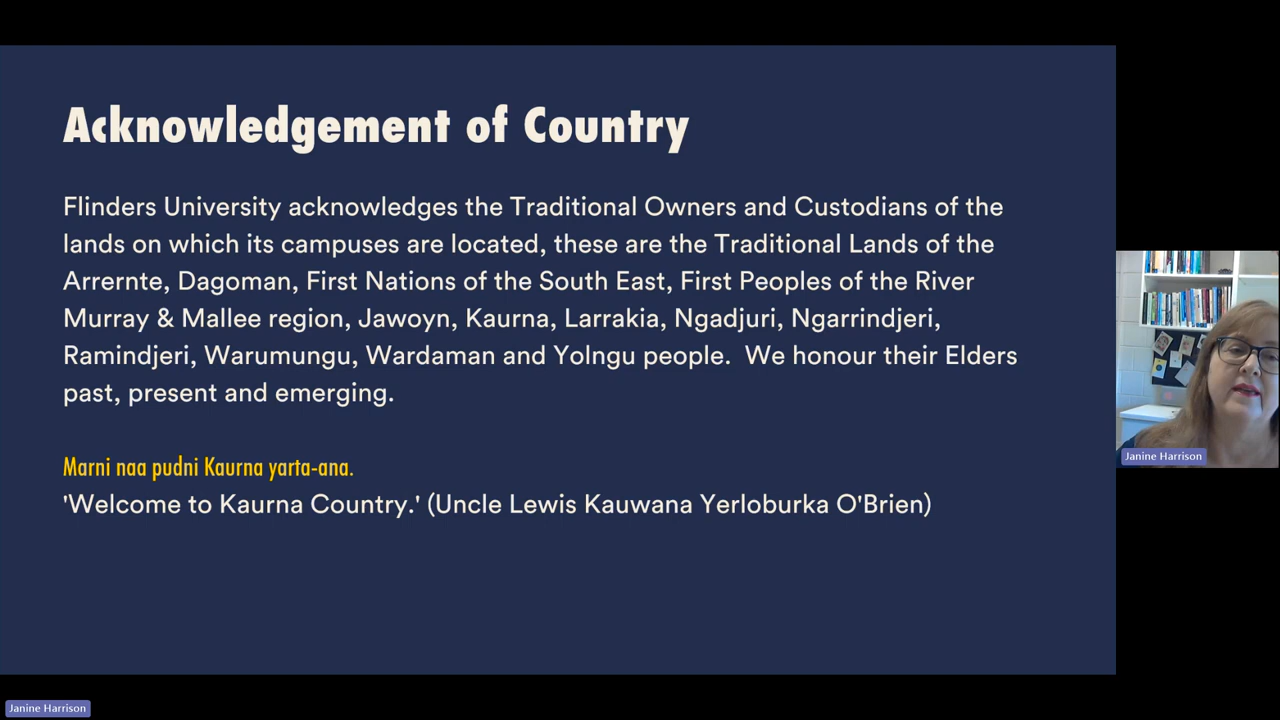 Acknowledgement of Country
Flinders University acknowledges the Traditional Owners and Custodians of the
lands on which its campuses are located, these are the Traditional Lands of the
Arrernte, Dagoman, First Nations of the South East, First Peoples of the River
Murray & Mallee region, Jawoyn, Kaurna, Larrakia, Ngadjuri, Ngarrindjeri,
Ramindjeri, Warumungu, Wardaman and Yolngu people.  We honour their Elders
past, present and emerging.
Marni naa pudni Kaurna yarta-ana.
'Welcome to Kaurna Country.' (Uncle Lewis Kauwana Yerloburka O'Brien)
Janine Harrison
Janine Harrison